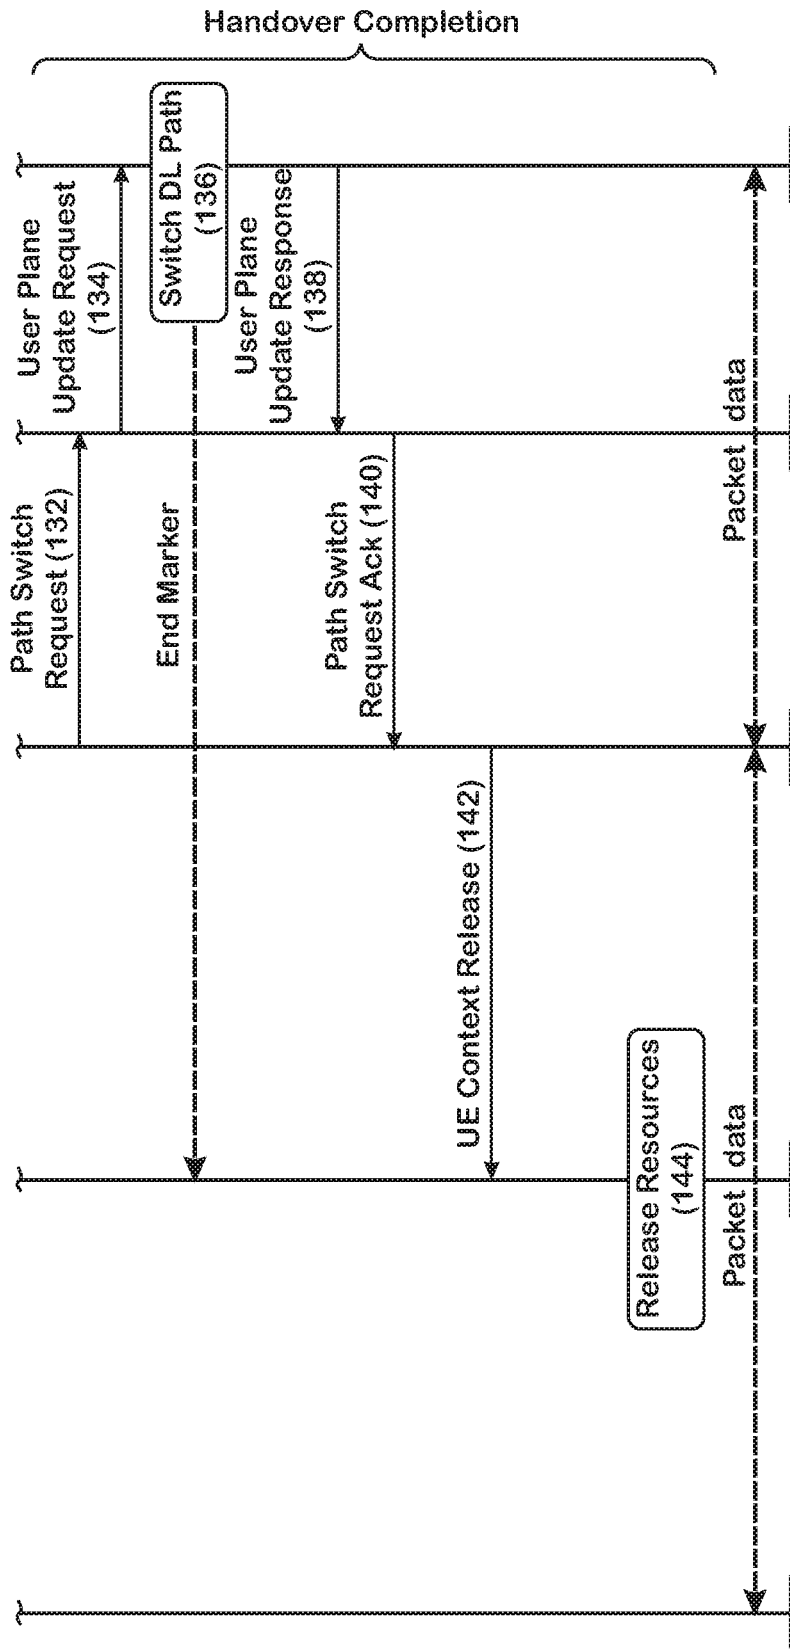 Handover Completion
Path Switch
Request (132)
User Plane
Update Request
(134)
Switch DL Path
(136)
End Marker
User Plane
Update Response
(138)
Path Switch
Request Ack (140)
UE Context Release (142)
Release Resources
(144)
Packet data
Packet data